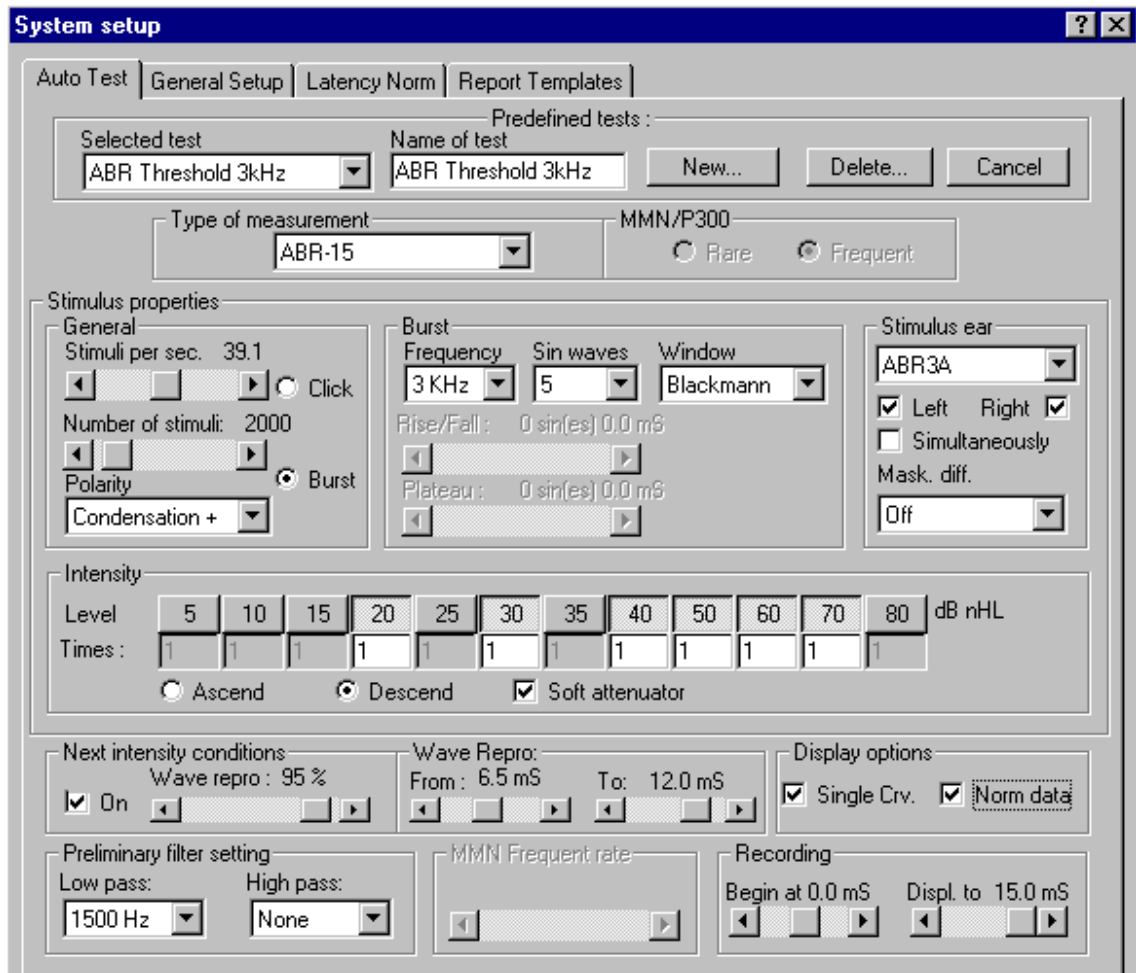 System setup
Auto Test General Setup Latency Norm Report Templates
Predefined tests :
Selected test Name of test
ABR Threshold 3kHz ABR Threshold 3kHz New... Delete... Cancel
Type of measurement MMN/P300
ABR-15 Rare Frequent
Stimulus properties
General Burst Stimulus ear
Stimuli per sec. 39.1 Frequency Sin waves Window
3 KHz 5 Blackmann ABR3A
Click
Left Right
Number of stimuli: 2000 Rise/Fall : 0 sin(es) 0.0 mS
Simultaneously
Polarity Burst Plateau : 0 sin(es) 0.0 mS Mask. diff.
Condensation + Off
Intensity
Level 5 10 15 20 25 30 35 40 50 60 70 80 dB nHL
Times : 1 1 1 1 1 1 1 1 1 1 1 1
Ascend Descend Soft attenuator
Next intensity conditions Wave Repro: Display options
Wave repro : 95 % From : 6.5 mS To: 12.0 mS
On Single Crv. Norm data
Preliminary filter setting MMN Frequent rate Recording
Low pass: High pass: Begin at 0.0 mS Displ. to 15.0 mS
1500 Hz None